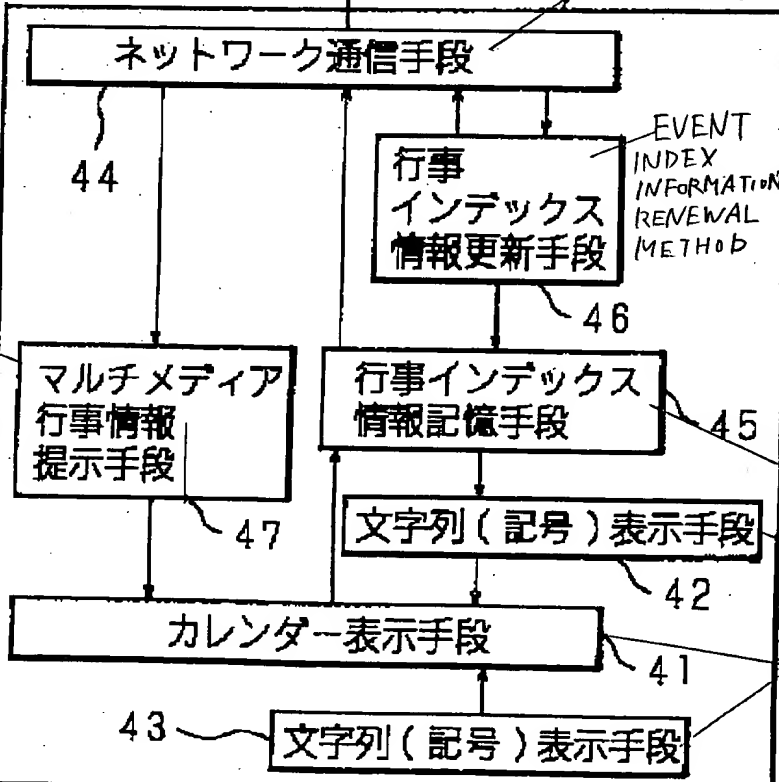 ネットワーク通信手段
44
行事
インデックス
情報更新手段
EVENT
INDEX
INFORMATION
RENEWAL
METHOD
46
マルチメディア
行事情報
提示手段
47
行事インデックス
情報記憶手段
45
文字列(記号)表示手段
42
カレンダー表示手段
41
43
文字列(記号)表示手段